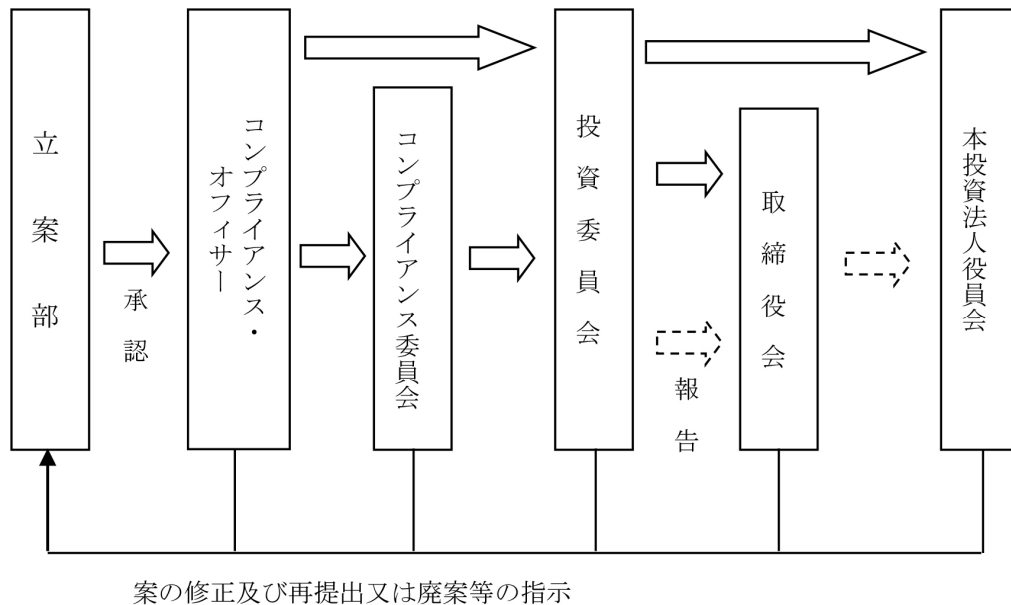 立案部
承認
コンプライアンス・
オフィサー
コンプライアンス委員会
投資委員会
報告
取締役会
本投資法人役員会
案の修正及び再提出又は廃案等の指示